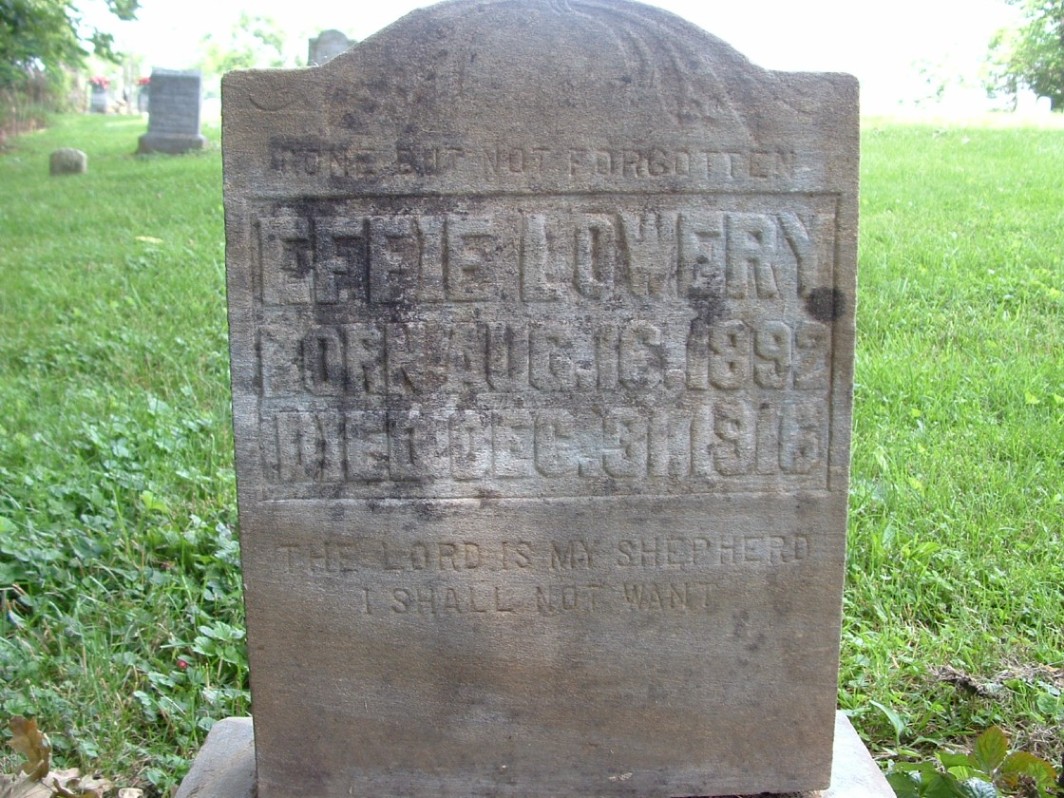 GONE BUT NOT FORGOTTEN
EFFIE LOWERY
BORN AUG. 16. 1892
DIED DEC. 31. 1915
THE LORD IS MY SHEPHERD
I SHALL NOT WANT